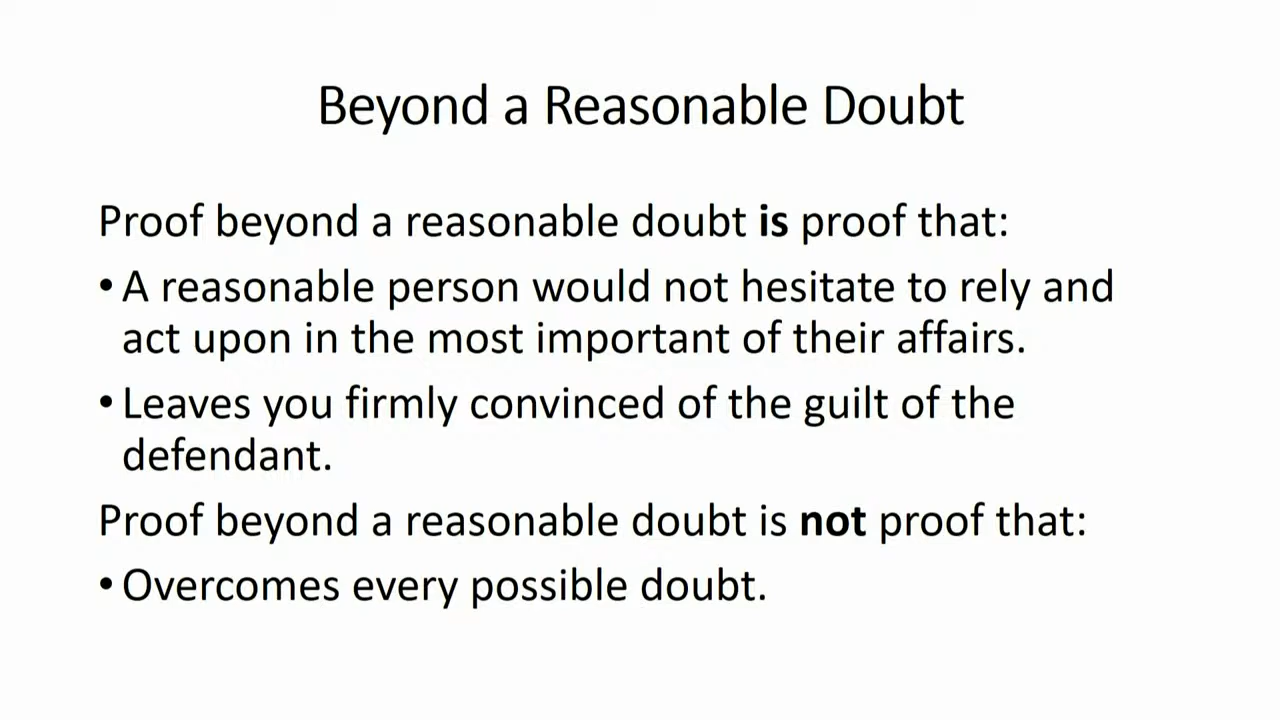 Beyond a Reasonable Doubt
Proof beyond a reasonable doubt is proof that:
• A reasonable person would not hesitate to rely and
act upon in the most important of their affairs.
• Leaves you firmly convinced of the guilt of the
defendant.
Proof beyond a reasonable doubt is not proof that:
• Overcomes every possible doubt.